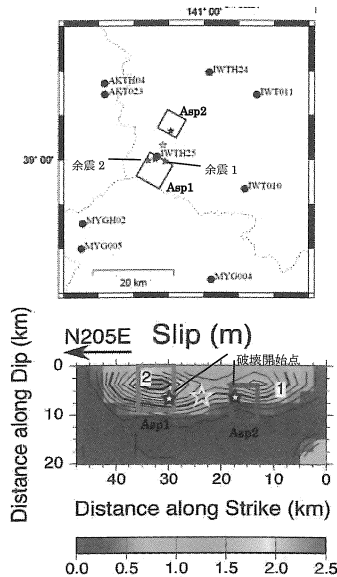 141° 00'
AKTH04
AKT023
IWTH24
IWT011
Asp2
39° 00'
IWTH25
余震 2
余震 1
Asp1
IWT010
MYGH02
MYG005
MYG004
20 km
N205E
Slip (m)
破壊開始点
Distance along Dip (km)
0
10
20
2
1
Asp1
Asp2
40 30 20 10 0
Distance along Strike (km)
0.0 0.5 1.0 1.5 2.0 2.5